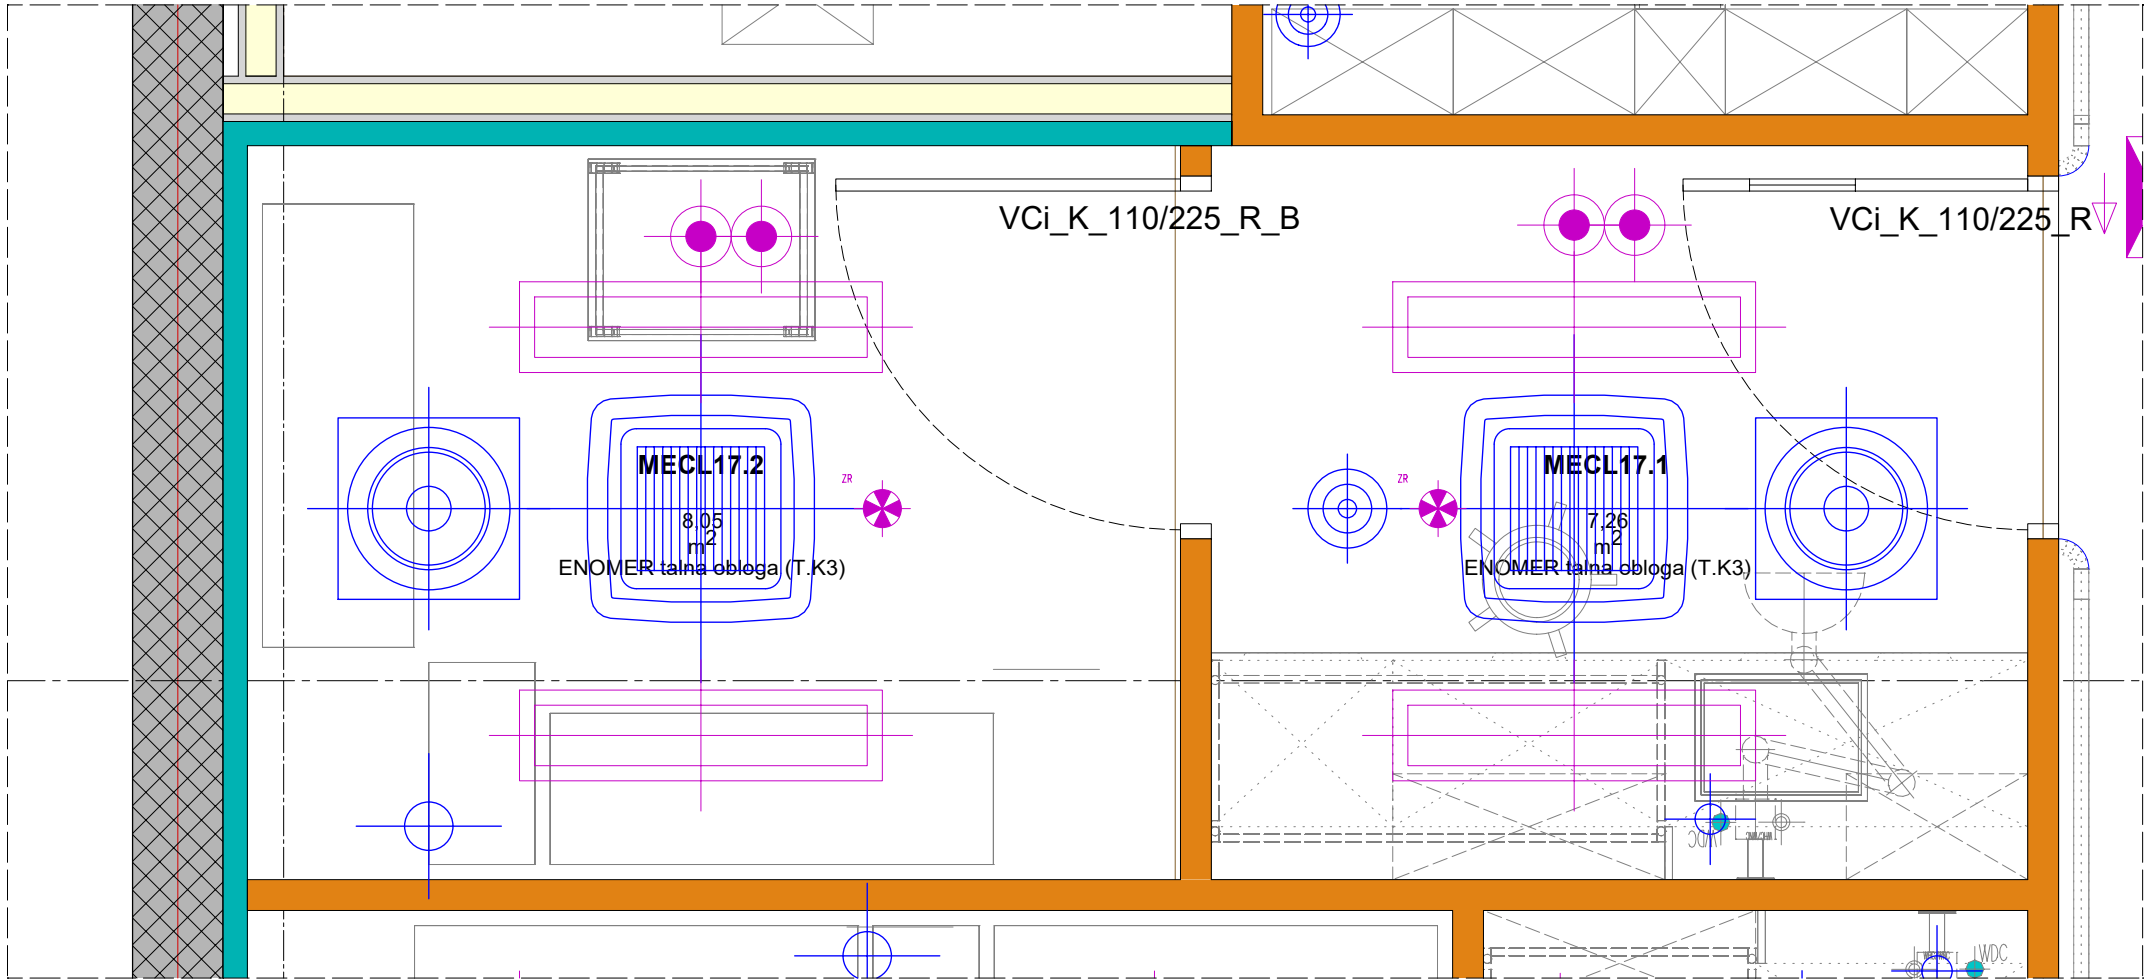 VCi_K_110/225_R_B
VCi_K_110/225_R
MECL17.2
ZR
8,05
m2
ENOMER talna obloga (T.K3)
MECL17.1
ZR
7,26
m2
ENOMER talna obloga (T.K3)
WDC
WDC